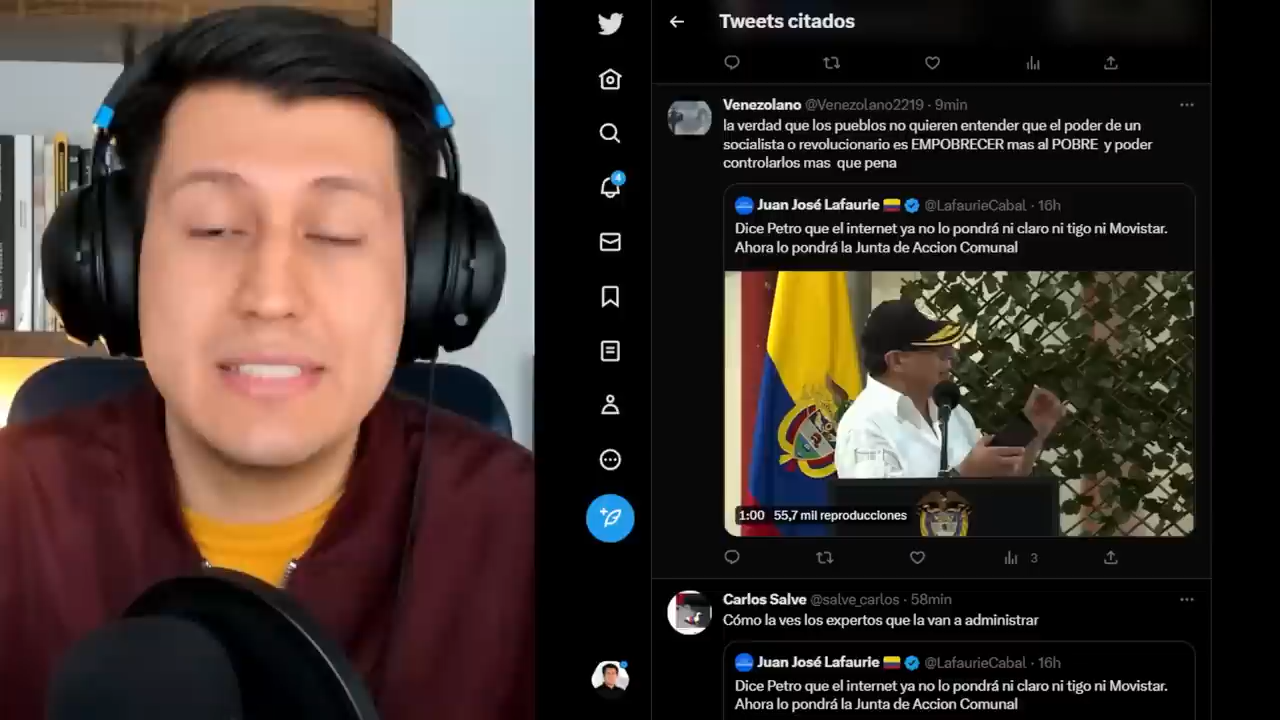 Tweets citados
Venezolano @Venezolano2219 · 9min
la verdad que los pueblos no quieren entender que el poder de un
socialista o revolucionario es EMPOBRECER mas al POBRE y poder
controlarlos mas que pena
Juan José Lafaurie @LafaurieCabal · 16h
Dice Petro que el internet ya no lo pondrá ni claro ni tigo ni Movistar.
Ahora lo pondrá la Junta de Accion Comunal
1:00 55,7 mil reproducciones
3
Carlos Salve @salve_carlos · 58min
Cómo la ves los expertos que la van a administrar
Juan José Lafaurie @LafaurieCabal · 16h
Dice Petro que el internet ya no lo pondrá ni claro ni tigo ni Movistar.
Ahora lo pondrá la Junta de Accion Comunal
4